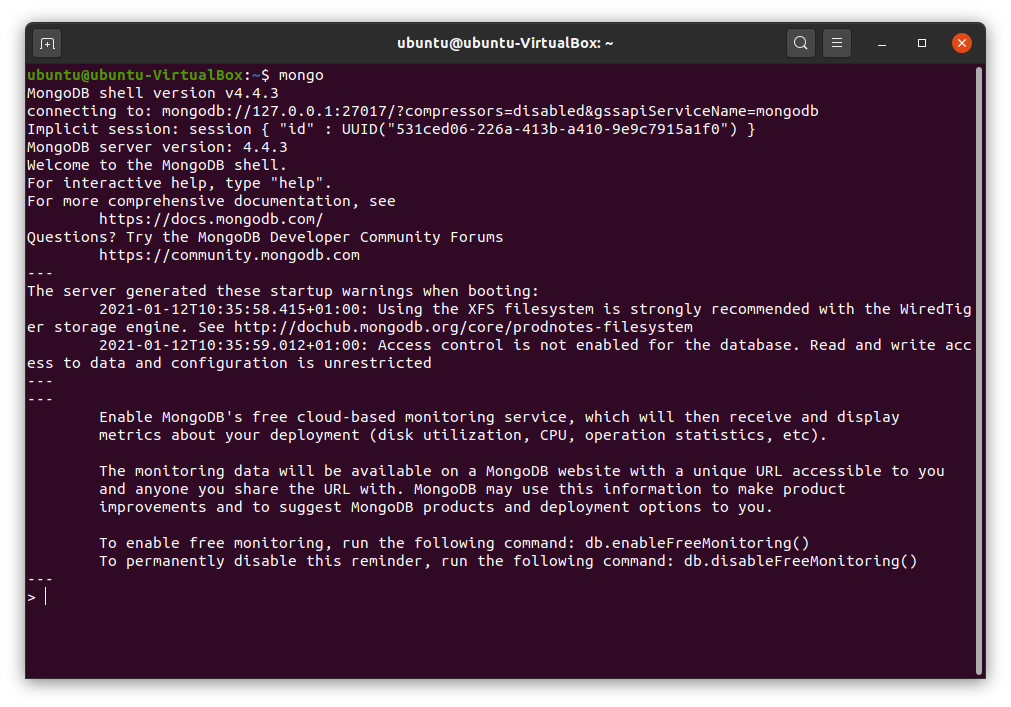 ubuntu@ubuntu-VirtualBox: ~
ubuntu@ubuntu-VirtualBox:~$ mongo
MongoDB shell version v4.4.3
connecting to: mongodb://127.0.0.1:27017/?compressors=disabled&gssapiServiceName=mongodb
Implicit session: session { "id" : UUID("531ced06-226a-413b-a410-9e9c7915a1f0") }
MongoDB server version: 4.4.3
Welcome to the MongoDB shell.
For interactive help, type "help".
For more comprehensive documentation, see
https://docs.mongodb.com/
Questions? Try the MongoDB Developer Community Forums
https://community.mongodb.com
---
The server generated these startup warnings when booting:
2021-01-12T10:35:58.415+01:00: Using the XFS filesystem is strongly recommended with the WiredTig
er storage engine. See http://dochub.mongodb.org/core/prodnotes-filesystem
2021-01-12T10:35:59.012+01:00: Access control is not enabled for the database. Read and write acc
ess to data and configuration is unrestricted
---
---
Enable MongoDB's free cloud-based monitoring service, which will then receive and display
metrics about your deployment (disk utilization, CPU, operation statistics, etc).
The monitoring data will be available on a MongoDB website with a unique URL accessible to you
and anyone you share the URL with. MongoDB may use this information to make product
improvements and to suggest MongoDB products and deployment options to you.
To enable free monitoring, run the following command: db.enableFreeMonitoring()
To permanently disable this reminder, run the following command: db.disableFreeMonitoring()
---
>